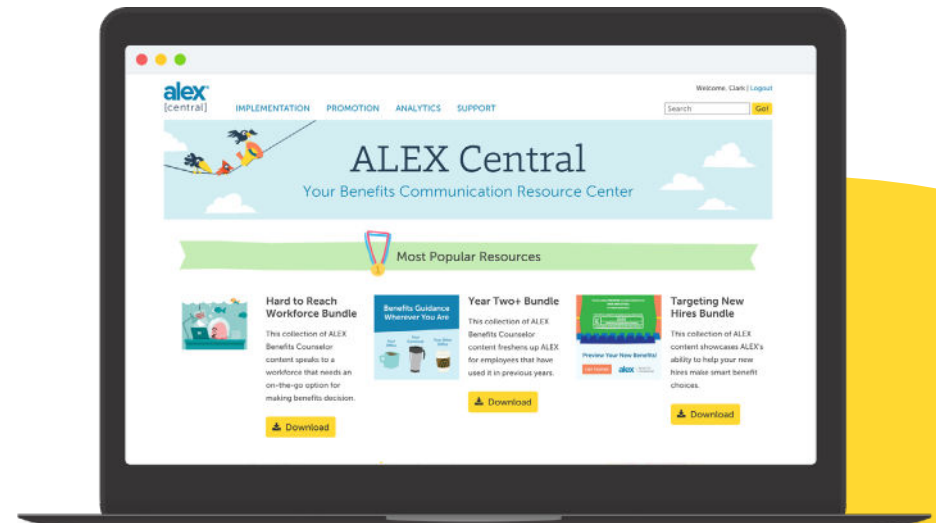 alex
[central]
Welcome, Clark | Logout
IMPLEMENTATION PROMOTION ANALYTICS SUPPORT
Search Go!
ALEX Central
Your Benefits Communication Resource Center
1
Most Popular Resources
Hard to Reach
Workforce Bundle
This collection of ALEX
Benefits Counselor
content speaks to a
workforce that needs an
on-the-go option for
making benefits decision.
Download
Benefits Guidance
Wherever You Are
Year Two+ Bundle
This collection of ALEX
Benefits Counselor
content freshens up ALEX
for employees that have
used it in previous years.
Download
Preview Your New Benefits!
alex
Targeting New
Hires Bundle
This collection of ALEX
content showcases ALEX's
ability to help your new
hires make smart benefit
choices.
Download